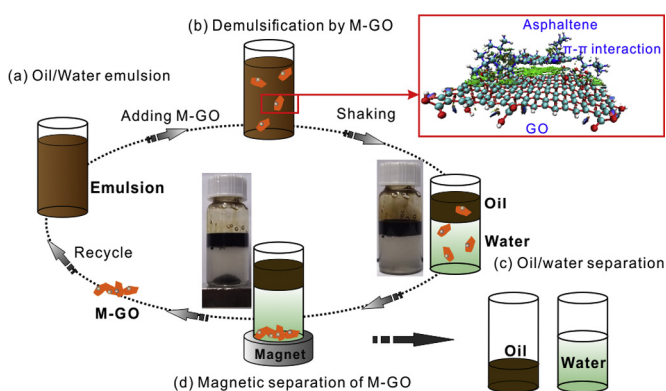 (b) Demulsification by M-GO
Asphaltene
π-π interaction
GO
(a) Oil/Water emulsion
Adding M-GO
Shaking
Emulsion
Oil
Water
(c) Oil/water separation
Recycle
M-GO
Magnet
(d) Magnetic separation of M-GO
Oil
Water